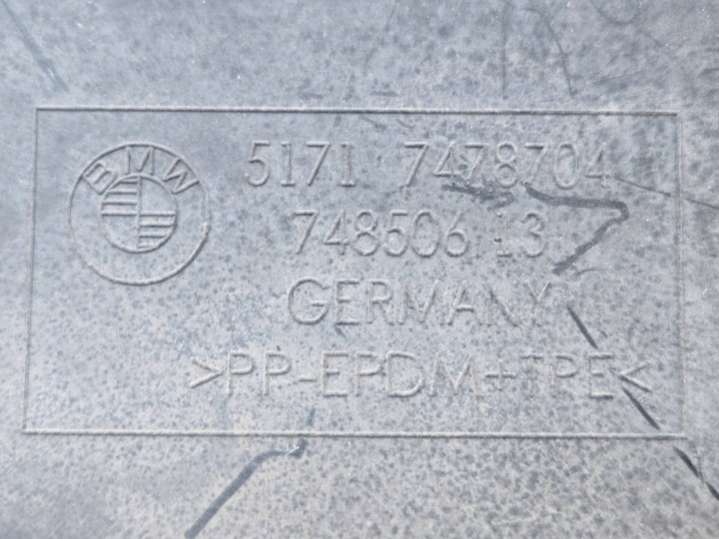 BMW
5171 7478704
748506 13
GERMANY
>PP-EPDM+TPE<